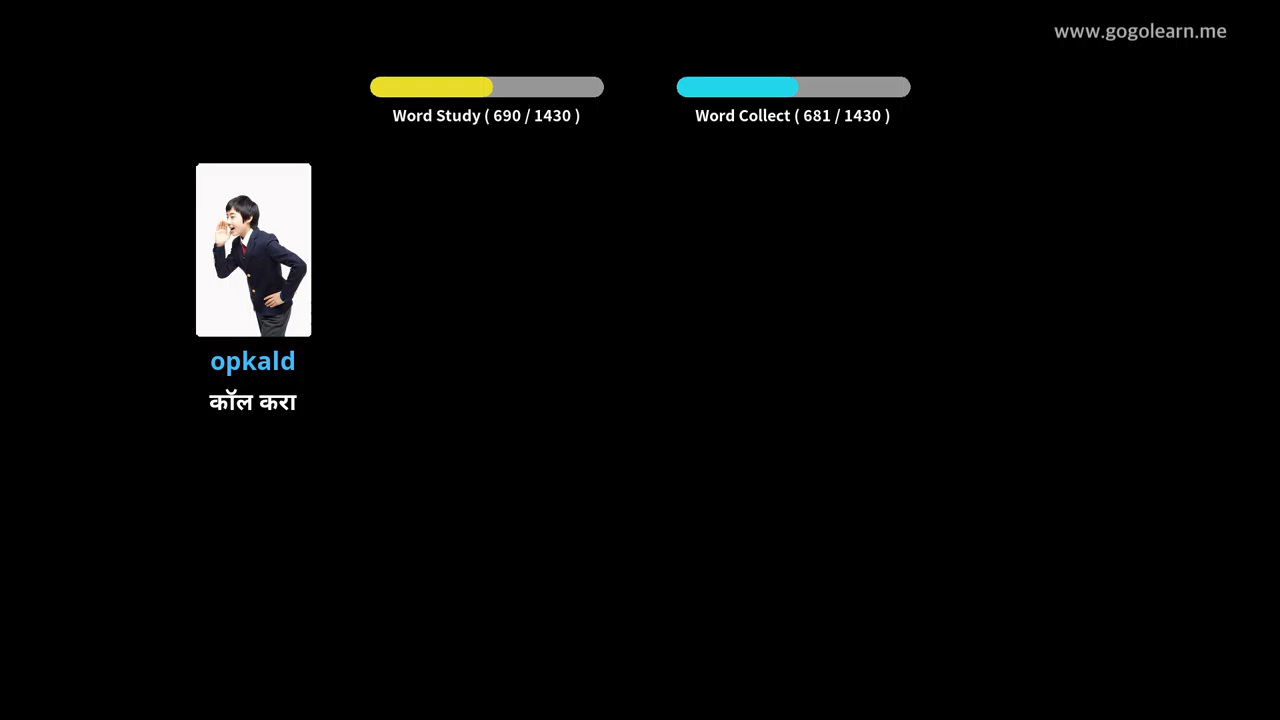 www.gogolearn.me
Word Study ( 690 / 1430 )
Word Collect ( 681 / 1430 )
opkald
कॉल करा